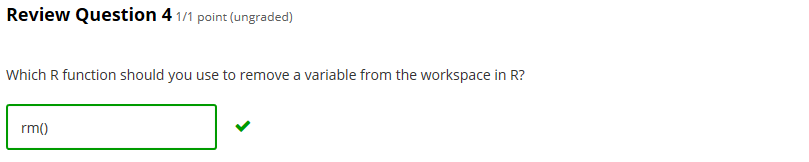 Review Question 4 1/1 point (ungraded)
Which R function should you use to remove a variable from the workspace in R?
rm()